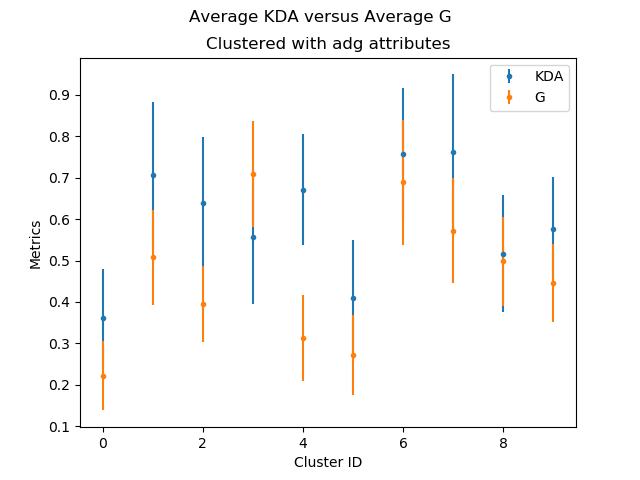 Average KDA versus Average G
Clustered with adg attributes
KDA
G
0.9
0.8
0.7
0.6
0.5
0.4
0.3
0.2
0.1
Metrics
0 2 4 6 8
Cluster ID